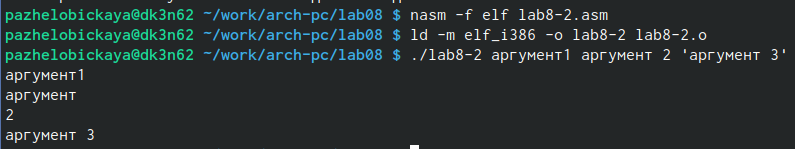 pazhelobickaya@dk3n62 ~/work/arch-pc/lab08 $ nasm -f elf lab8-2.asm
pazhelobickaya@dk3n62 ~/work/arch-pc/lab08 $ ld -m elf_i386 -o lab8-2 lab8-2.o
pazhelobickaya@dk3n62 ~/work/arch-pc/lab08 $ ./lab8-2 аргумент1 аргумент 2 'аргумент 3'
аргумент1
аргумент
2
аргумент 3